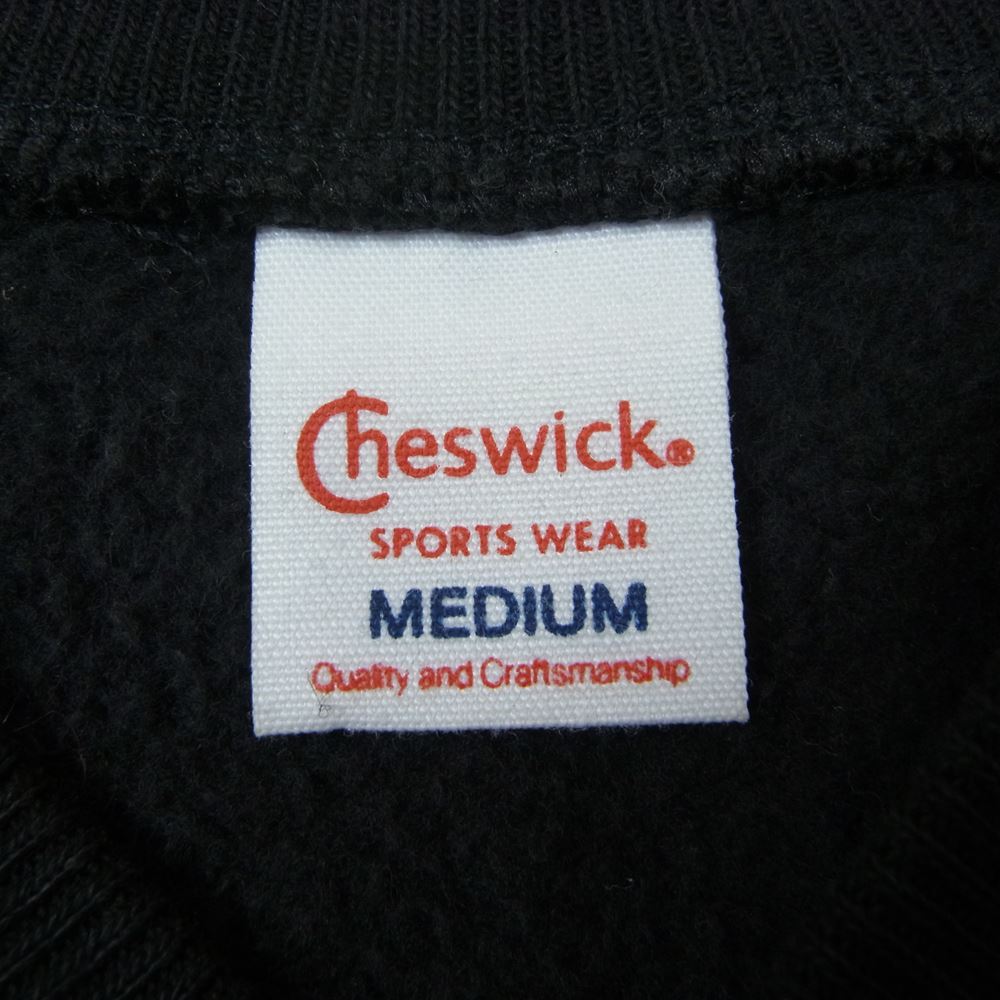 Cheswick®
SPORTS WEAR
MEDIUM
Quality and Craftsmanship